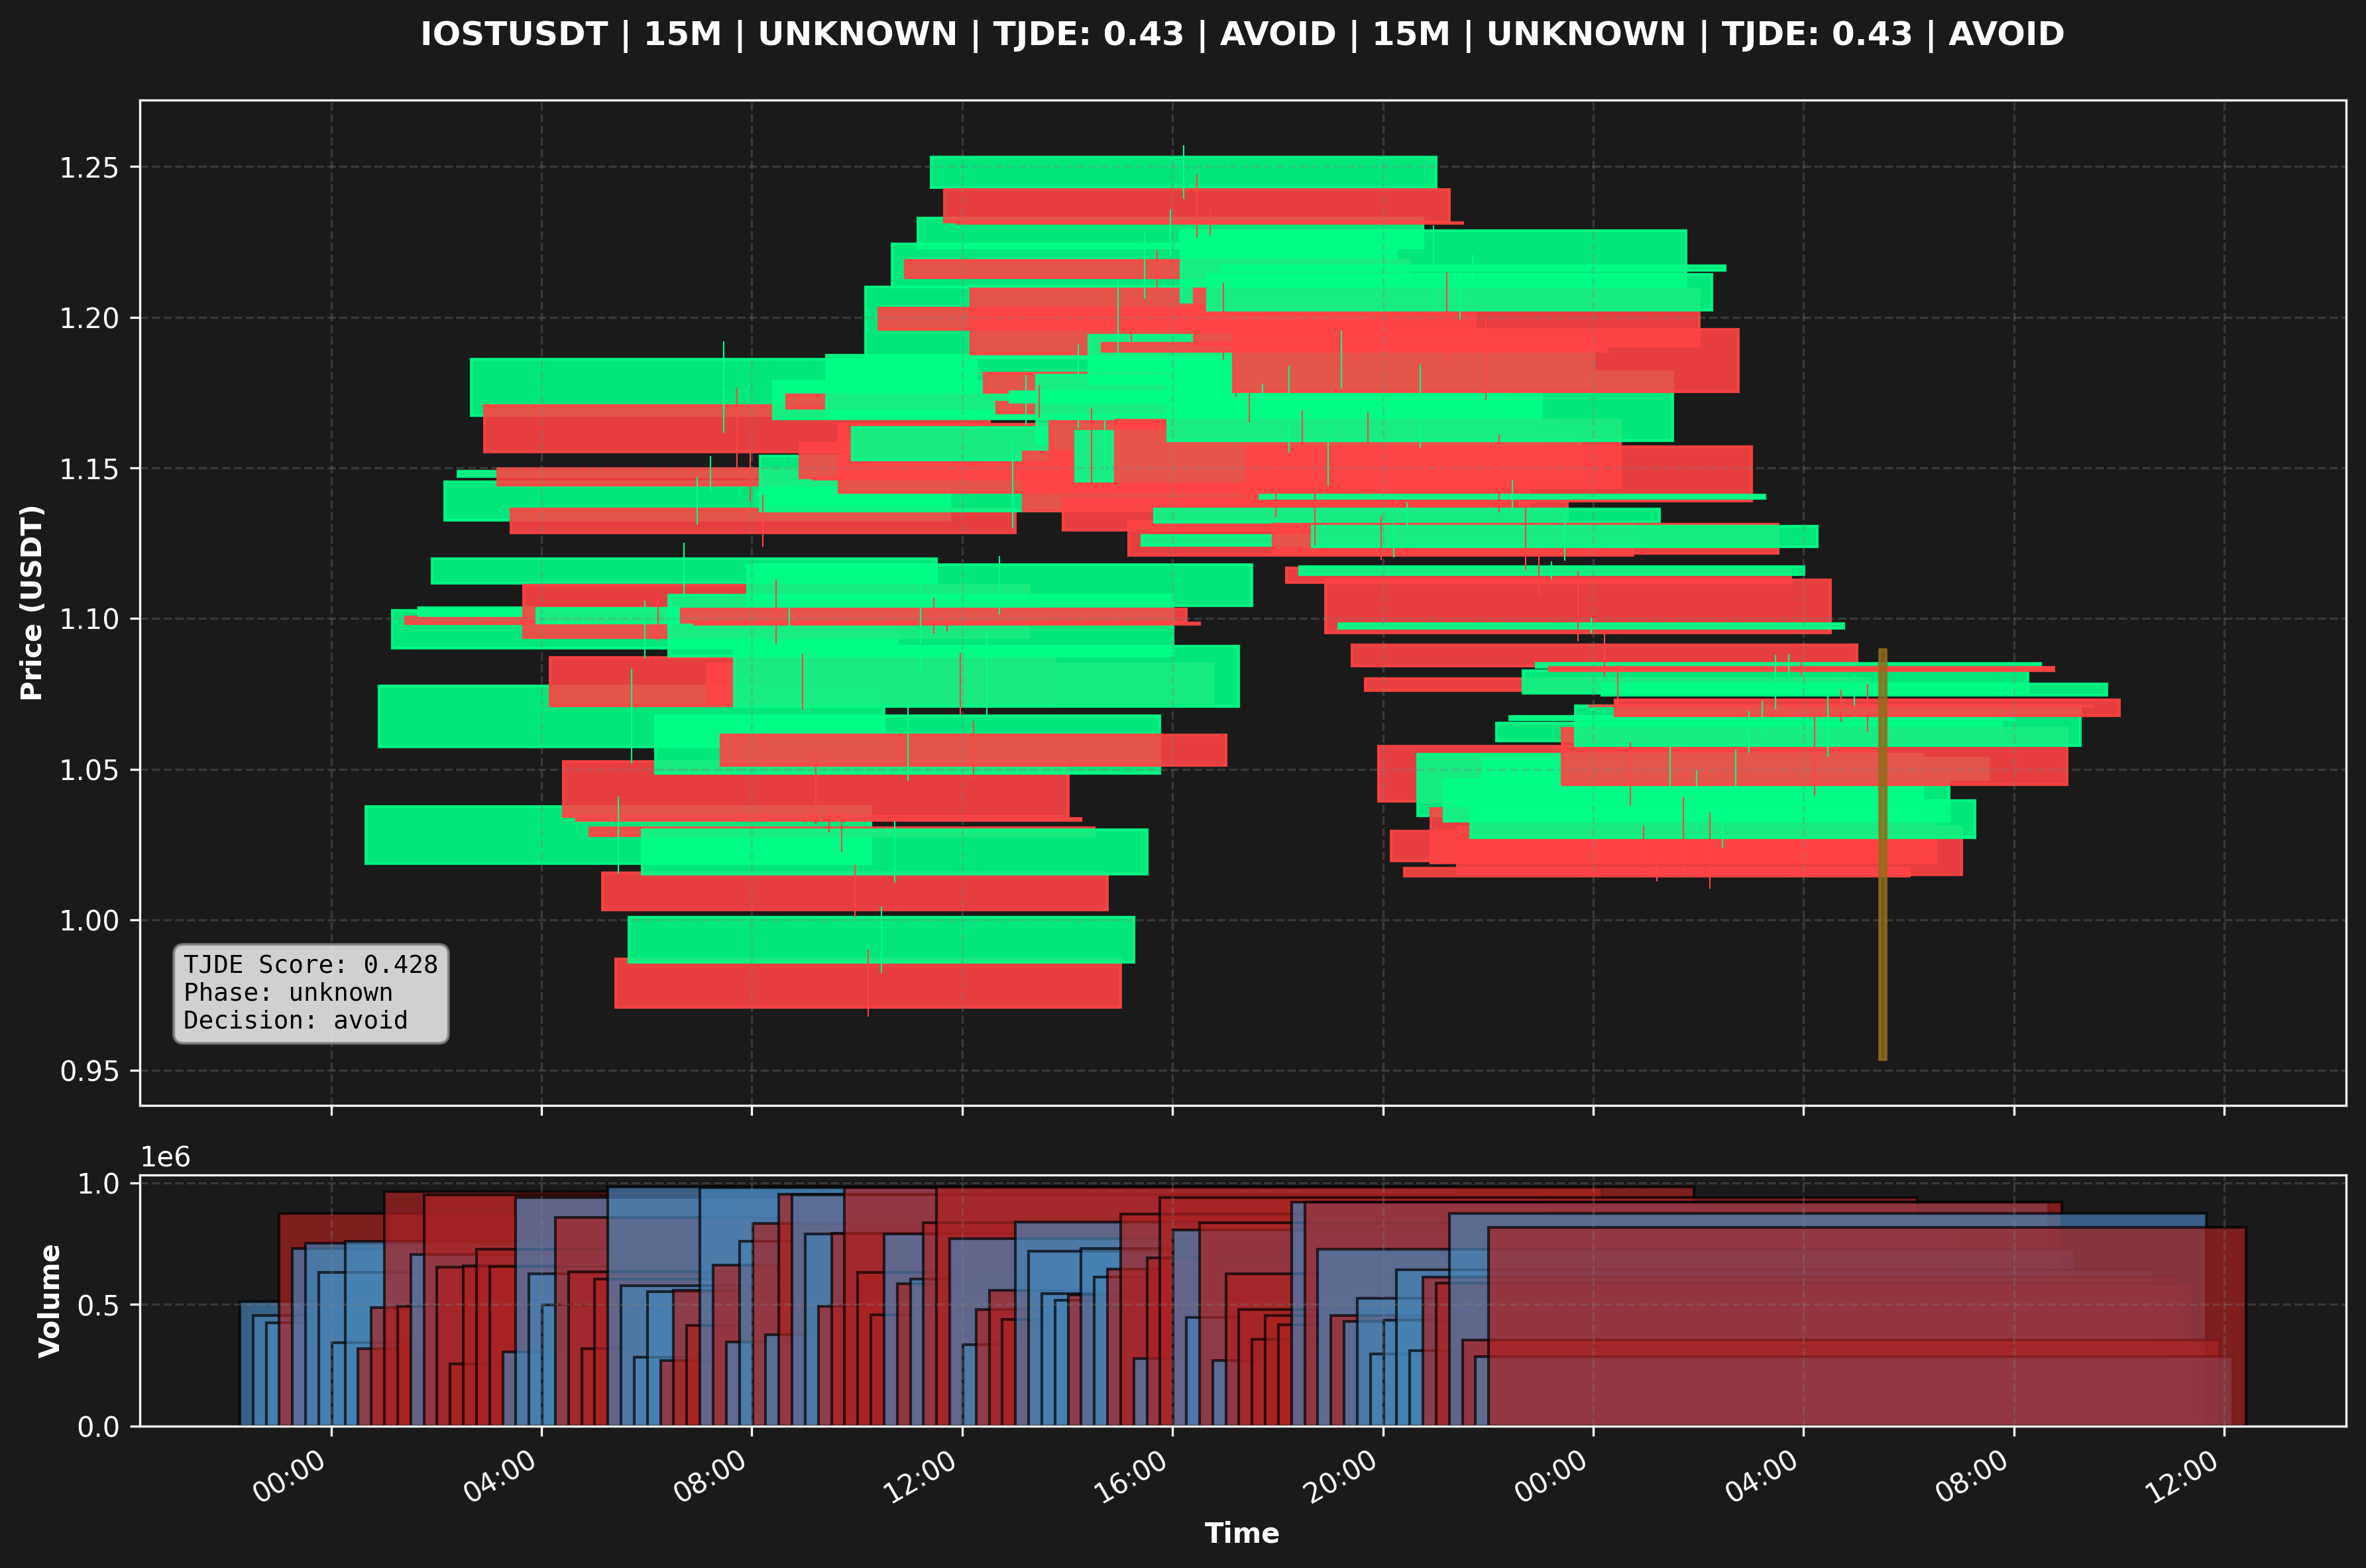 IOSTUSDT | 15M | UNKNOWN | TJDE: 0.43 | AVOID | 15M | UNKNOWN | TJDE: 0.43 | AVOID
Price (USDT)
1.25
1.20
1.15
1.10
1.05
1.00
0.95
TJDE Score: 0.428
Phase: unknown
Decision: avoid
1e6
Volume
1.0
0.5
0.0
00:00
04:00
08:00
12:00
16:00
20:00
00:00
04:00
08:00
12:00
Time